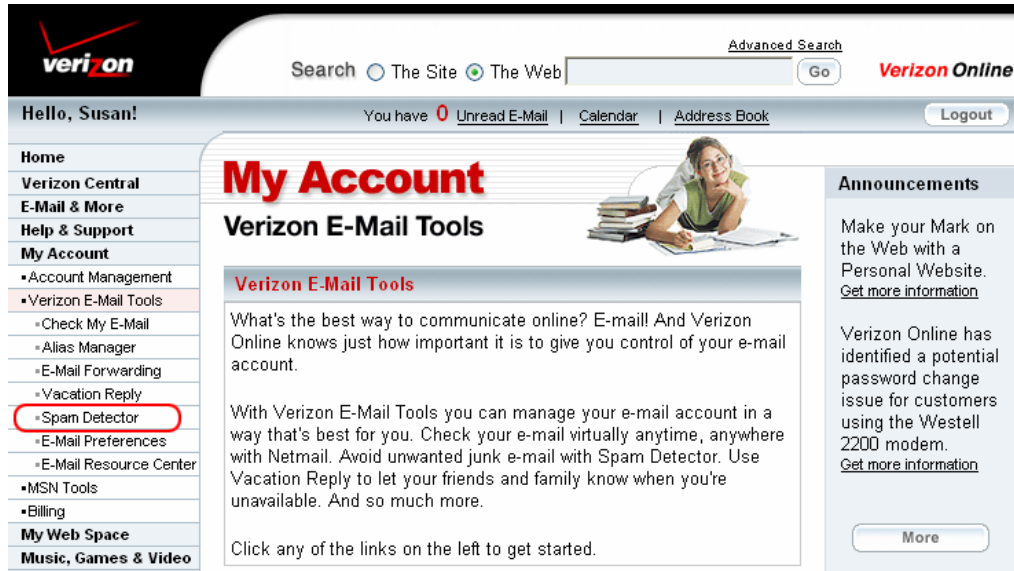 verizon
Advanced Search
Search The Site The Web Go Verizon Online
Hello, Susan! You have 0 Unread E-Mail | Calendar | Address Book Logout
Home
Verizon Central
E-Mail & More
Help & Support
My Account
Account Management
Verizon E-Mail Tools
Check My E-Mail
Alias Manager
E-Mail Forwarding
Vacation Reply
Spam Detector
E-Mail Preferences
E-Mail Resource Center
MSN Tools
Billing
My Web Space
Music, Games & Video
My Account
Verizon E-Mail Tools
Verizon E-Mail Tools
What's the best way to communicate online? E-mail! And Verizon
Online knows just how important it is to give you control of your e-mail
account.
With Verizon E-Mail Tools you can manage your e-mail account in a
way that's best for you. Check your e-mail virtually anytime, anywhere
with Netmail. Avoid unwanted junk e-mail with Spam Detector. Use
Vacation Reply to let your friends and family know when you're
unavailable. And so much more.
Click any of the links on the left to get started.
Announcements
Make your Mark on
the Web with a
Personal Website.
Get more information
Verizon Online has
identified a potential
password change
issue for customers
using the Westell
2200 modem.
Get more information
More